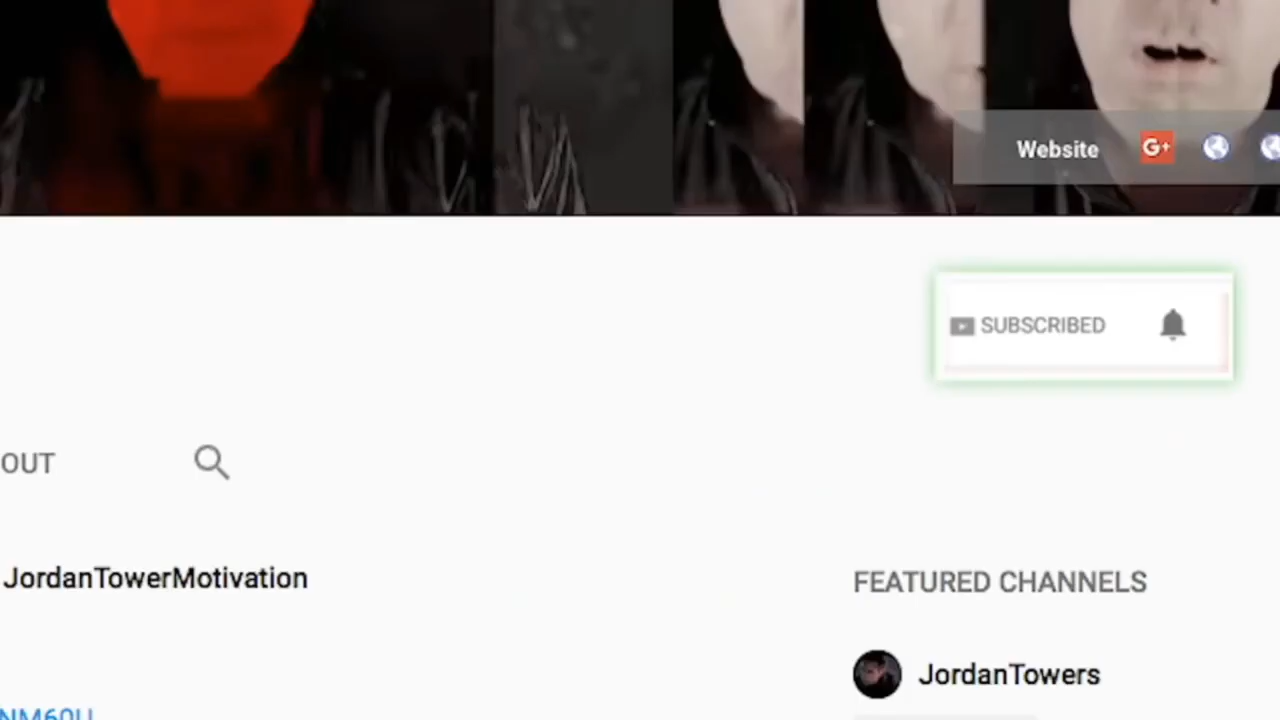 Website G+
SUBSCRIBED
OUT
JordanTowerMotivation
FEATURED CHANNELS
JordanTowers